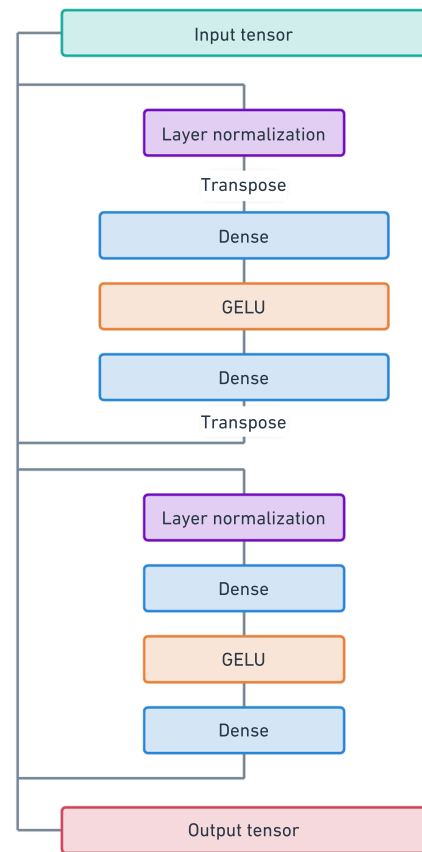 Input tensor
Layer normalization
Transpose
Dense
GELU
Dense
Transpose
Layer normalization
Dense
GELU
Dense
Output tensor